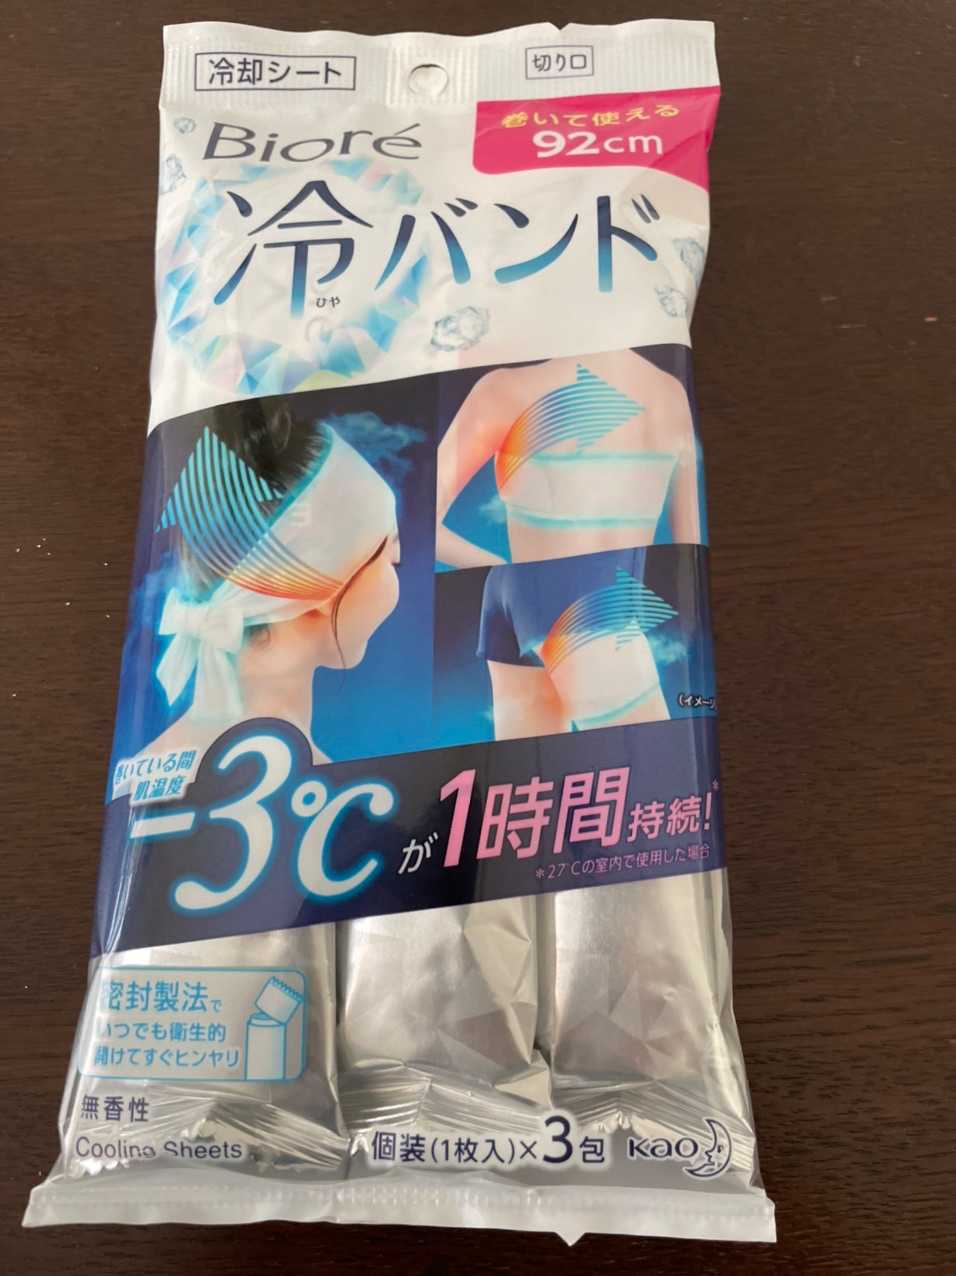 冷却シート
切り口
巻いて使える
92cm
Bioré
冷バンド
ひや
(イメージ)
巻いている間
肌温度
-3℃が1時間持続!*
*27℃の室内で使用した場合
密封製法で
いつでも衛生的
開けてすぐヒンヤリ
無香性
Cooling Sheets
個装(1枚入)×3包
Kao